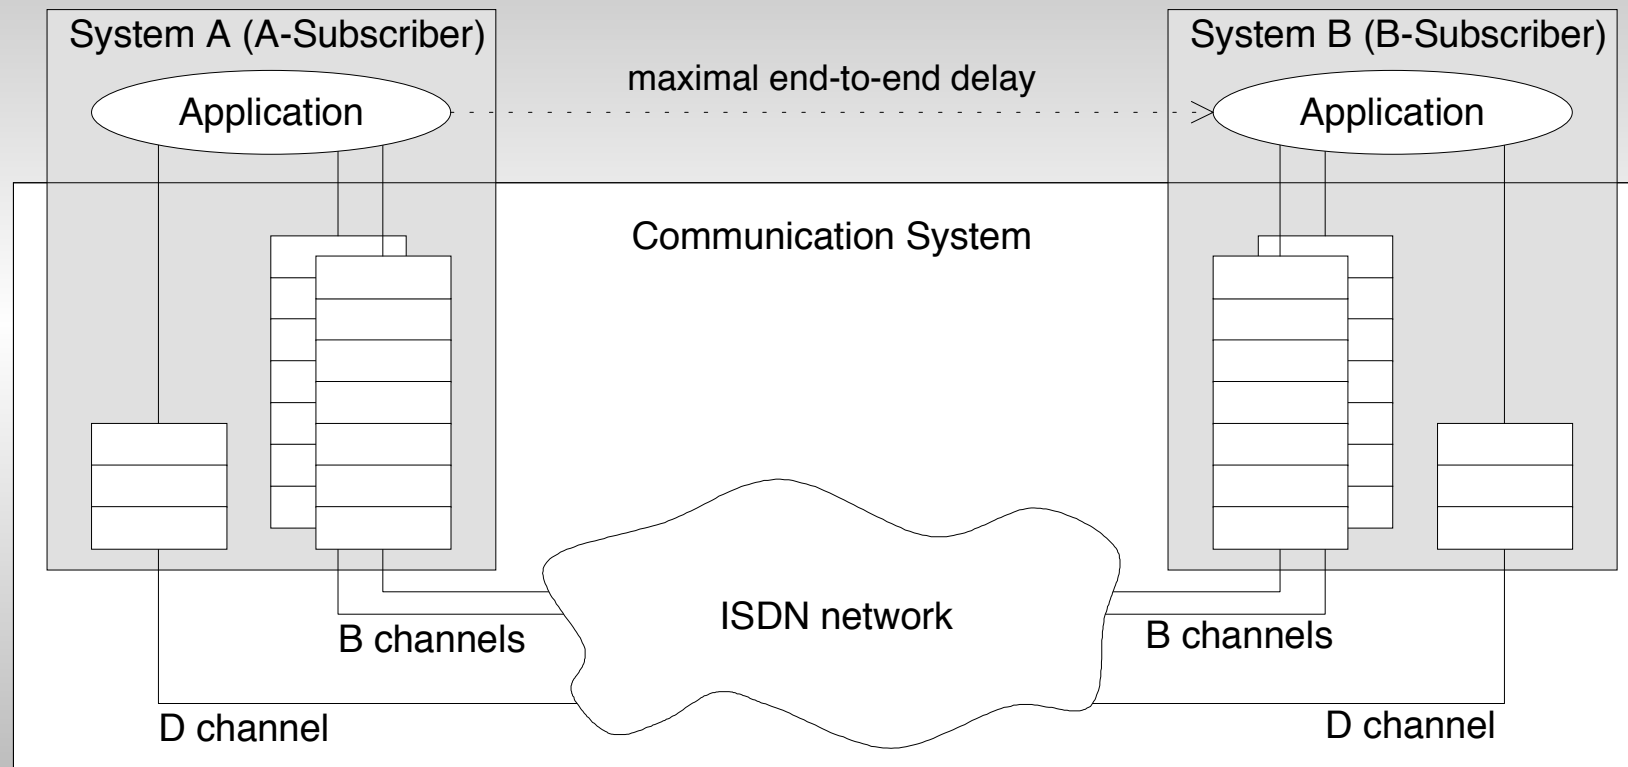 System A (A-Subscriber)
System B (B-Subscriber)
maximal end-to-end delay
Application
Application
Communication System
ISDN network
B channels
B channels
D channel
D channel